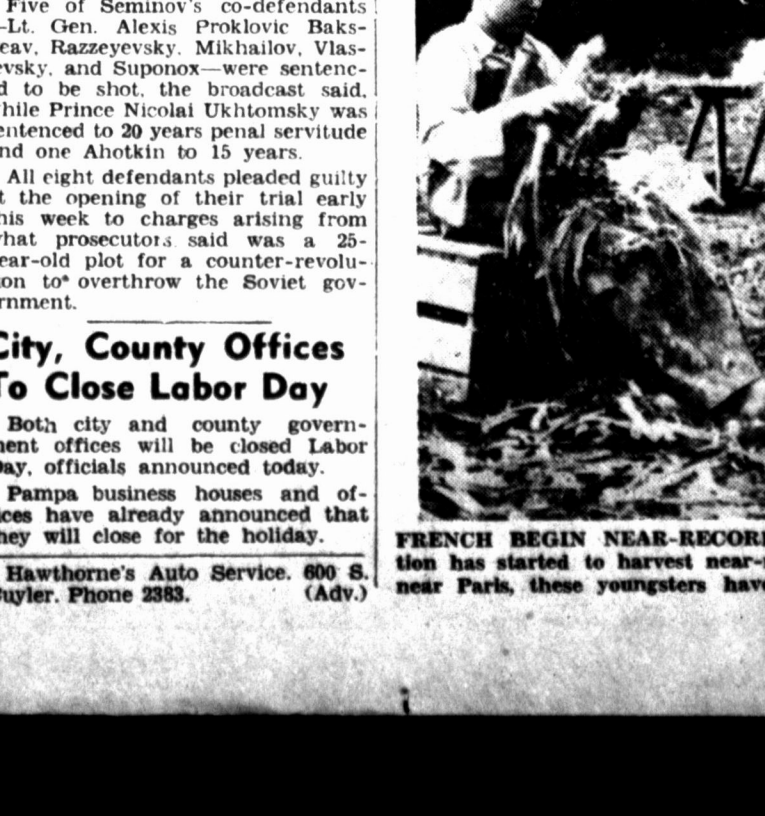 Five of Seminov's co-defendants
-Lt. Gen. Alexis Proklovic Baks-
eav, Razzeyevsky. Mikhailov, Vlas-
evsky, and Suponox—were sentenc-
d to be shot, the broadcast said,
hile Prince Nicolai Ukhtomsky was
entenced to 20 years penal servitude
nd one Ahotkin to 15 years.
All eight defendants pleaded guilty
t the opening of their trial early
his week to charges arising from
hat prosecutors said was a 25-
ear-old plot for a counter-revolu-
on to overthrow the Soviet gov-
rnment.
City, County Offices
To Close Labor Day
Both city and county govern-
ment offices will be closed Labor
Day, officials announced today.
Pampa business houses and of-
ices have already announced that
hey will close for the holiday.
Hawthorne's Auto Service. 600 S.
Cuyler. Phone 2383. (Adv.)
FRENCH BEGIN NEAR-RECORD
tion has started to harvest near-
near Paris, these youngsters have